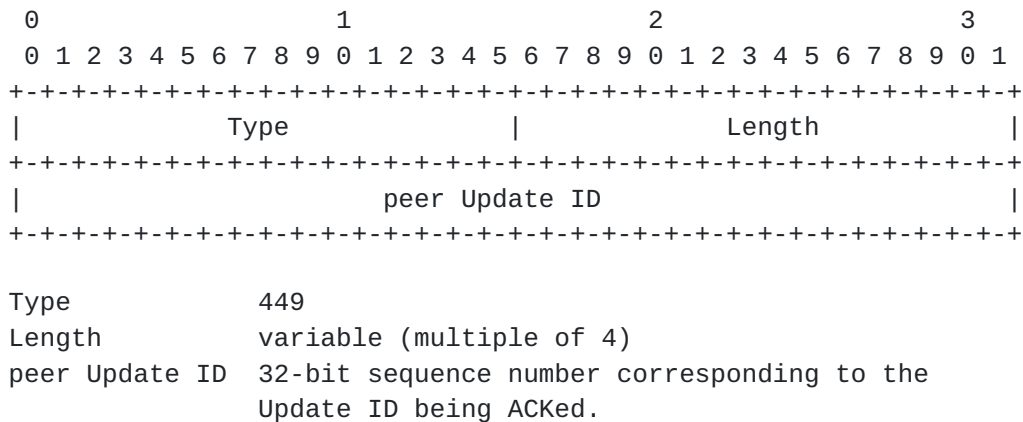 0                   1                   2                   3
 0 1 2 3 4 5 6 7 8 9 0 1 2 3 4 5 6 7 8 9 0 1 2 3 4 5 6 7 8 9 0 1
+-+-+-+-+-+-+-+-+-+-+-+-+-+-+-+-+-+-+-+-+-+-+-+-+-+-+-+-+-+-+-+-+
|             Type              |             Length            |
+-+-+-+-+-+-+-+-+-+-+-+-+-+-+-+-+-+-+-+-+-+-+-+-+-+-+-+-+-+-+-+-+
|                       peer Update ID                          |
+-+-+-+-+-+-+-+-+-+-+-+-+-+-+-+-+-+-+-+-+-+-+-+-+-+-+-+-+-+-+-+-+
Type            449
Length          variable (multiple of 4)
peer Update ID  32-bit sequence number corresponding to the
                Update ID being ACKed.